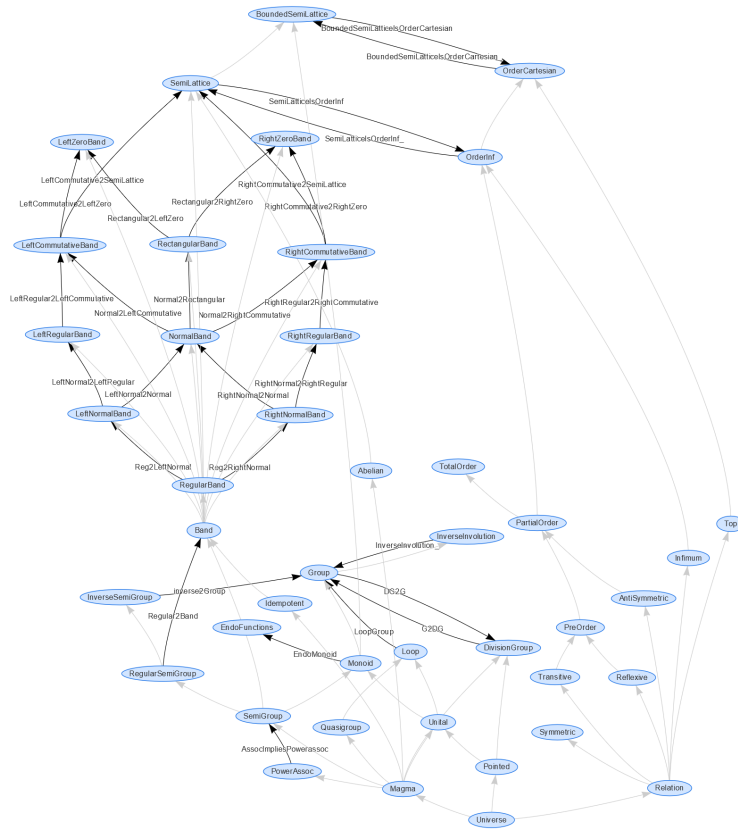 BoundedSemiLattice
BoundedSemiLatticeIsOrderCartesian
BoundedSemiLatticeIsOrderCartesian_
OrderCartesian
SemiLattice
SemiLatticeIsOrderInf
LeftZeroBand
RightZeroBand
SemiLatticeIsOrderInf_
OrderInf
LeftCommutative2SemiLattice
RightCommutative2SemiLattice
LeftCommutative2LeftZero
Rectangular2RightZero
RightCommutative2RightZero
Rectangular2LeftZero
LeftCommutativeBand
RectangularBand
RightCommutativeBand
LeftRegular2LeftCommutative
Normal2Rectangular
RightRegular2RightCommutative
Normal2LeftCommutative
Normal2RightCommutative
LeftRegularBand
NormalBand
RightRegularBand
LeftNormal2LeftRegular
RightNormal2RightRegular
LeftNormal2Normal
RightNormal2Normal
LeftNormalBand
RightNormalBand
Reg2LeftNormal
Reg2RightNormal
Abelian
TotalOrder
RegularBand
Band
PartialOrder
Top
InverseInvolution
InverseInvolution_
Infimum
Group
inverse2Group
DG2G
InverseSemiGroup
Idempotent
AntiSymmetric
Regular2Band
EndoFunctions
LoopGroup
G2DG
PreOrder
EndoMonoid
Loop
DivisionGroup
Monoid
RegularSemiGroup
Transitive
Reflexive
SemiGroup
Quasigroup
Unital
Symmetric
AssocImpliesPowerassoc
PowerAssoc
Pointed
Magma
Relation
Universe